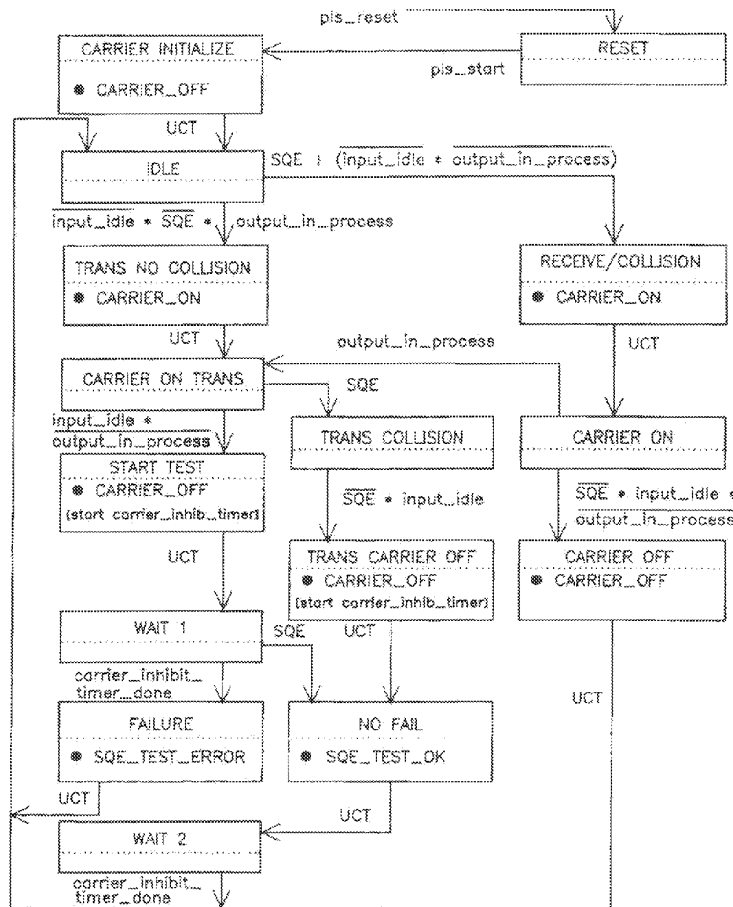 pls_reset
CARRIER INITIALIZE
● CARRIER_OFF
RESET
pls_start
UCT
IDLE
SQE + (input_idle * output_in_process)
input_idle * SQE * output_in_process
TRANS NO COLLISION
● CARRIER_ON
RECEIVE/COLLISION
● CARRIER_ON
UCT
UCT
output_in_process
CARRIER ON TRANS
SQE
input_idle *
output_in_process
TRANS COLLISION
CARRIER ON
START TEST
● CARRIER_OFF
(start carrier_inhib_timer)
SQE * input_idle
SQE * input_idle *
output_in_process
UCT
TRANS CARRIER OFF
● CARRIER_OFF
(start carrier_inhib_timer)
CARRIER OFF
● CARRIER_OFF
WAIT 1
SQE
UCT
carrier_inhibit_
timer_done
UCT
FAILURE
● SQE_TEST_ERROR
NO FAIL
● SQE_TEST_OK
UCT
UCT
WAIT 2
carrier_inhibit_
timer_done